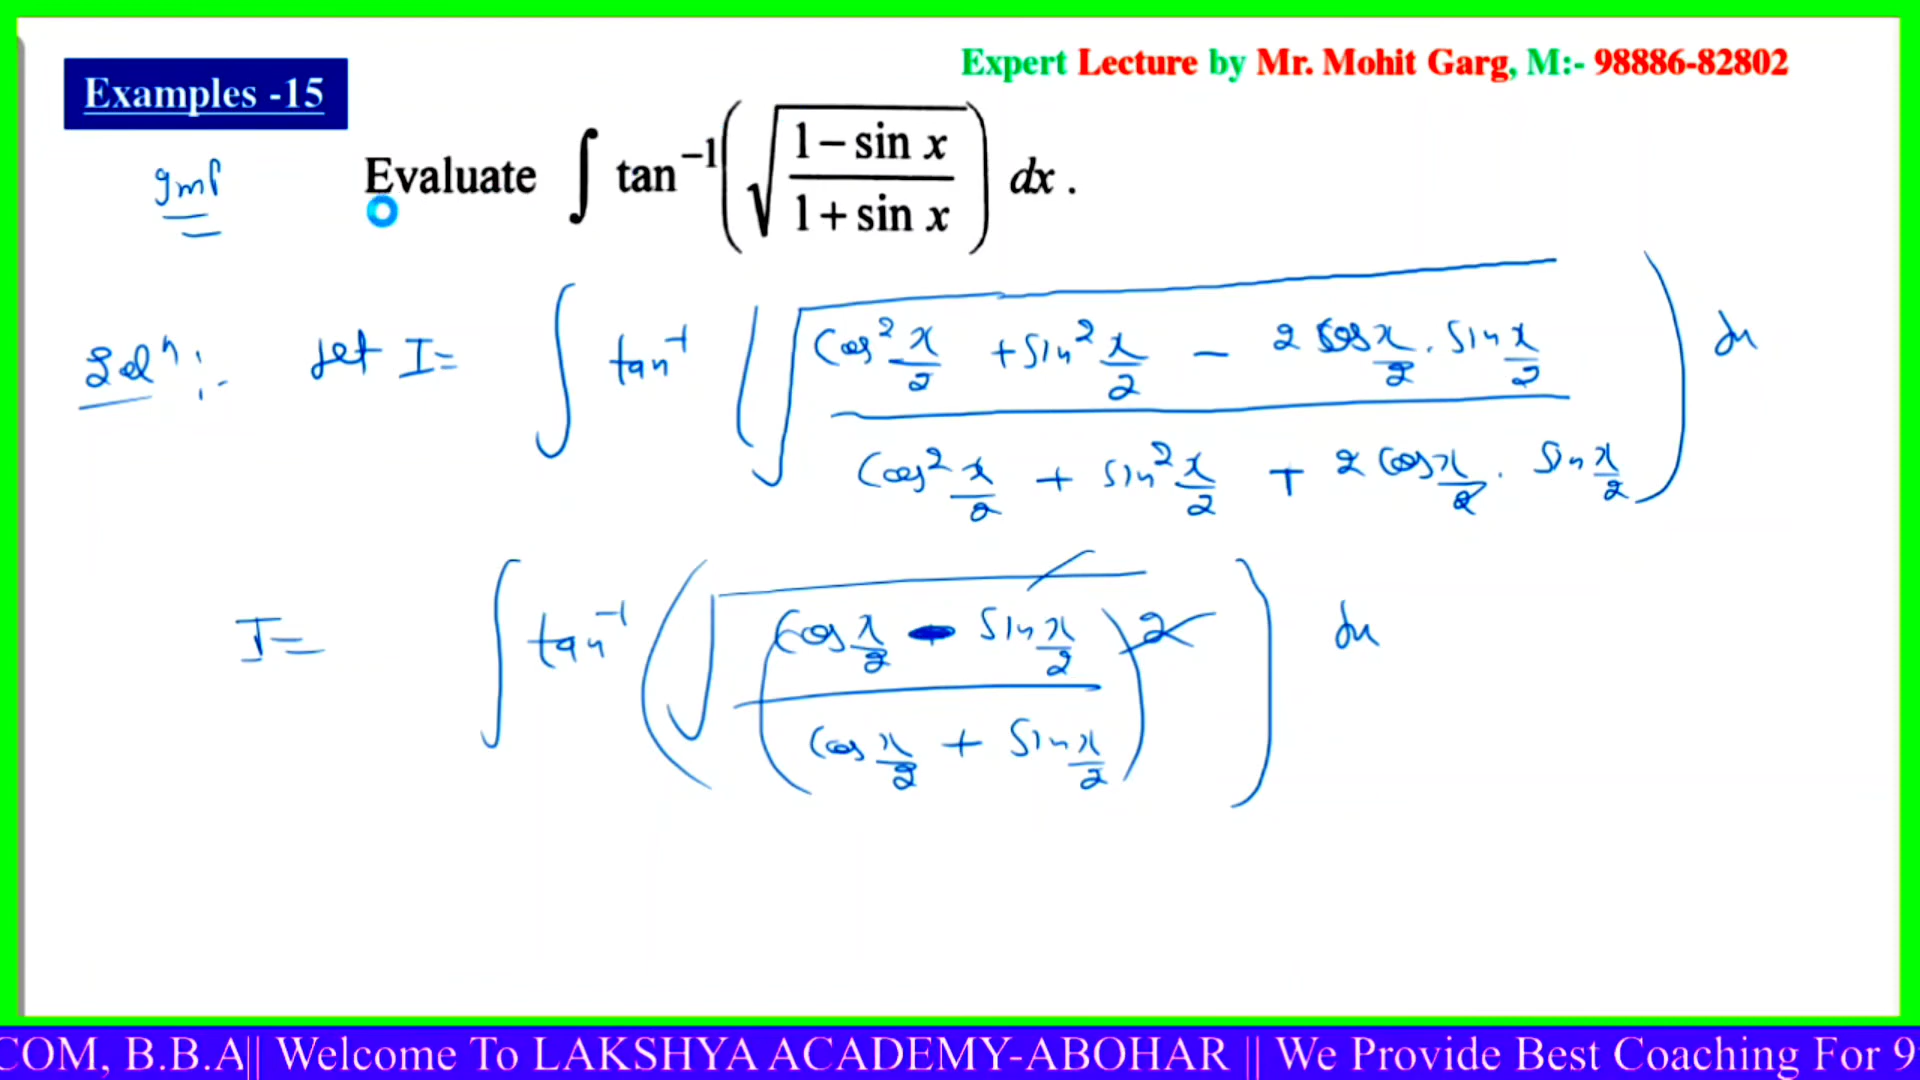 Expert Lecture by Mr. Mohit Garg, M:- 98886-82802
Examples -15
Imp
Evaluate ∫ tan⁻¹(√((1 − sin x)/(1 + sin x))) dx .
Solⁿ:- Let I = ∫ tan⁻¹ (√((cos² x/2 + sin² x/2 − 2 cos x/2 . sin x/2)/(cos² x/2 + sin² x/2 + 2 cos x/2 . sin x/2))) dx
I = ∫ tan⁻¹ (√((cos x/2 - sin x/2)/(cos x/2 + sin x/2))²) dx
COM, B.B.A|| Welcome To LAKSHYA ACADEMY-ABOHAR || We Provide Best Coaching For 9